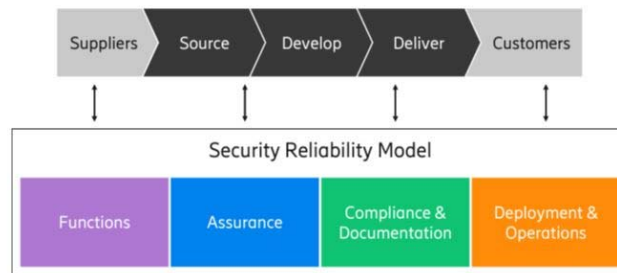 Suppliers Source Develop Deliver Customers
Security Reliability Model
Functions Assurance Compliance & Documentation Deployment & Operations